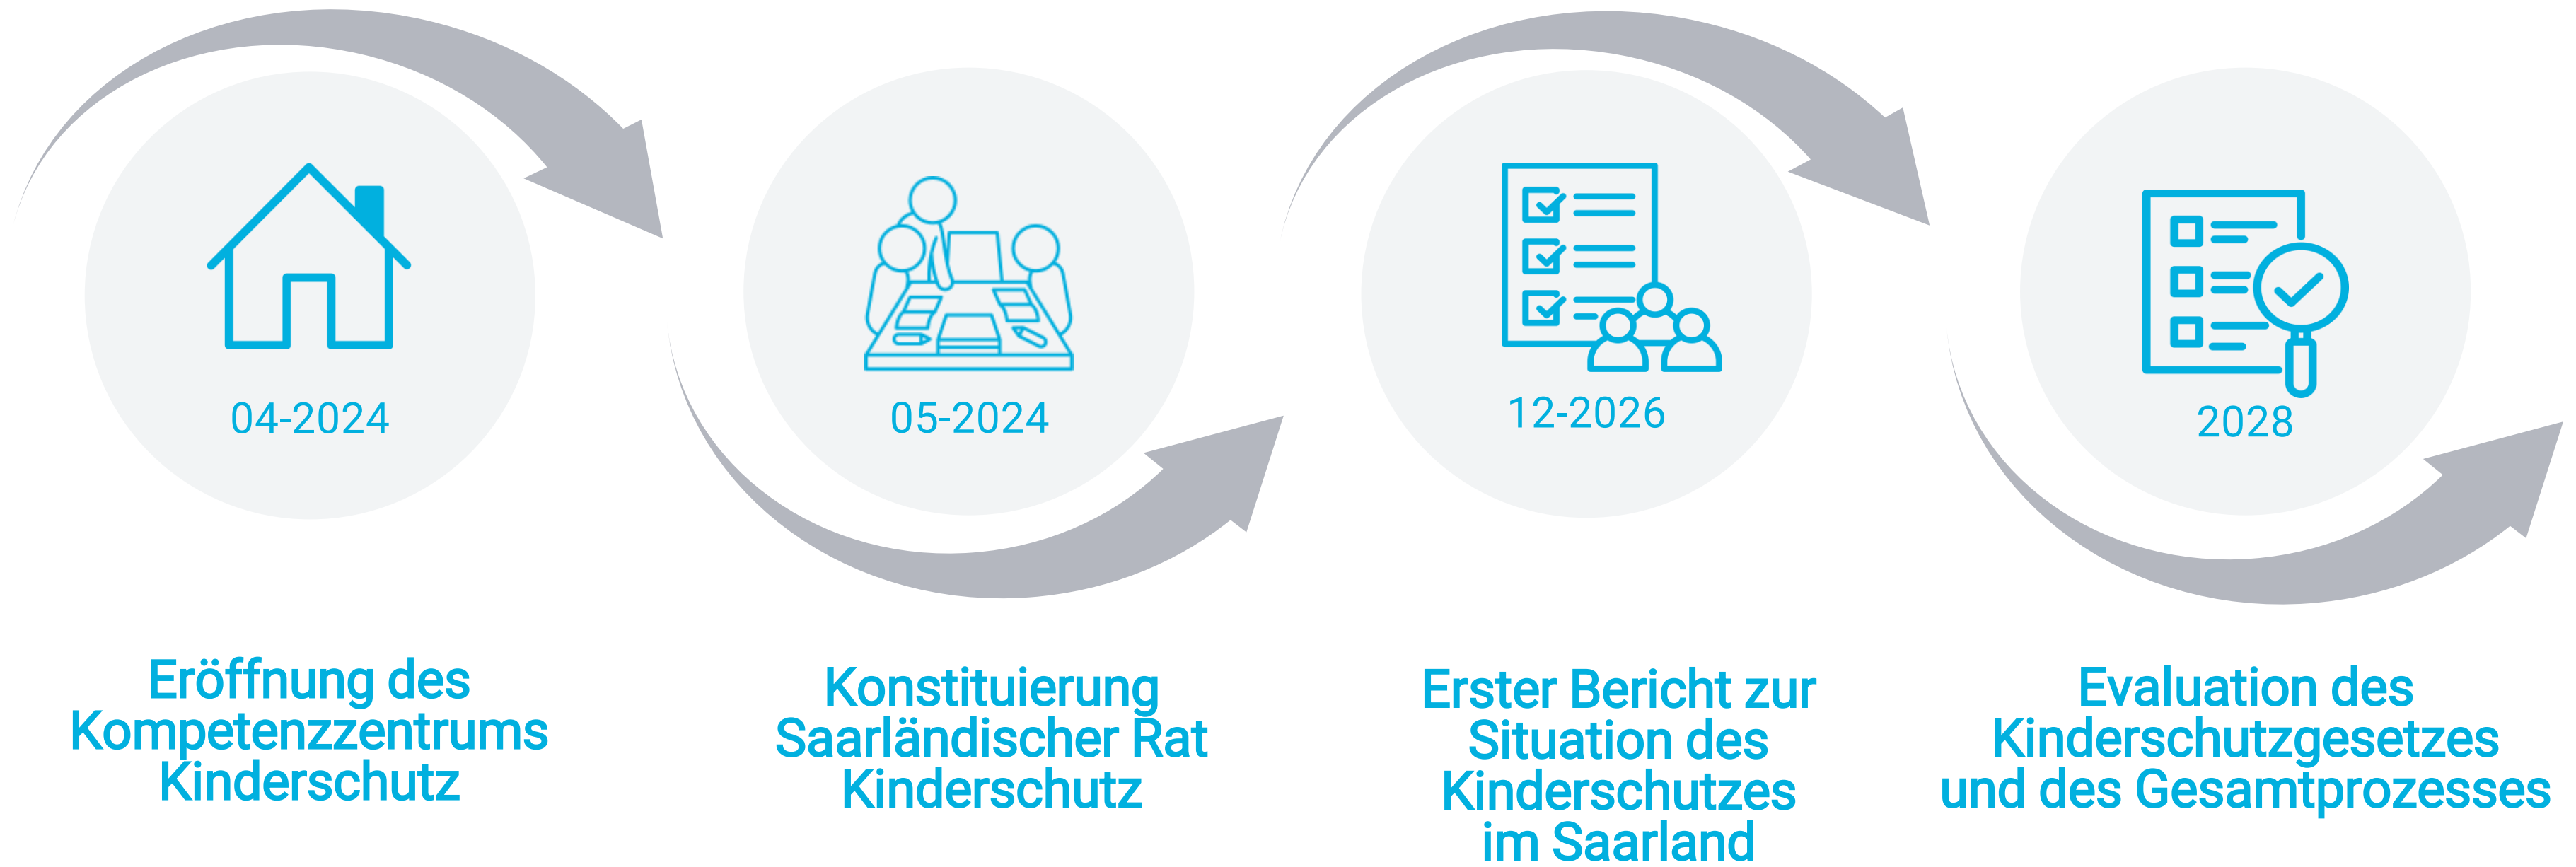 04-2024
Eröffnung des
Kompetenzzentrums
Kinderschutz
05-2024
Konstituierung
Saarländischer Rat
Kinderschutz
12-2026
Erster Bericht zur
Situation des
Kinderschutzes
im Saarland
2028
Evaluation des
Kinderschutzgesetzes
und des Gesamtprozesses